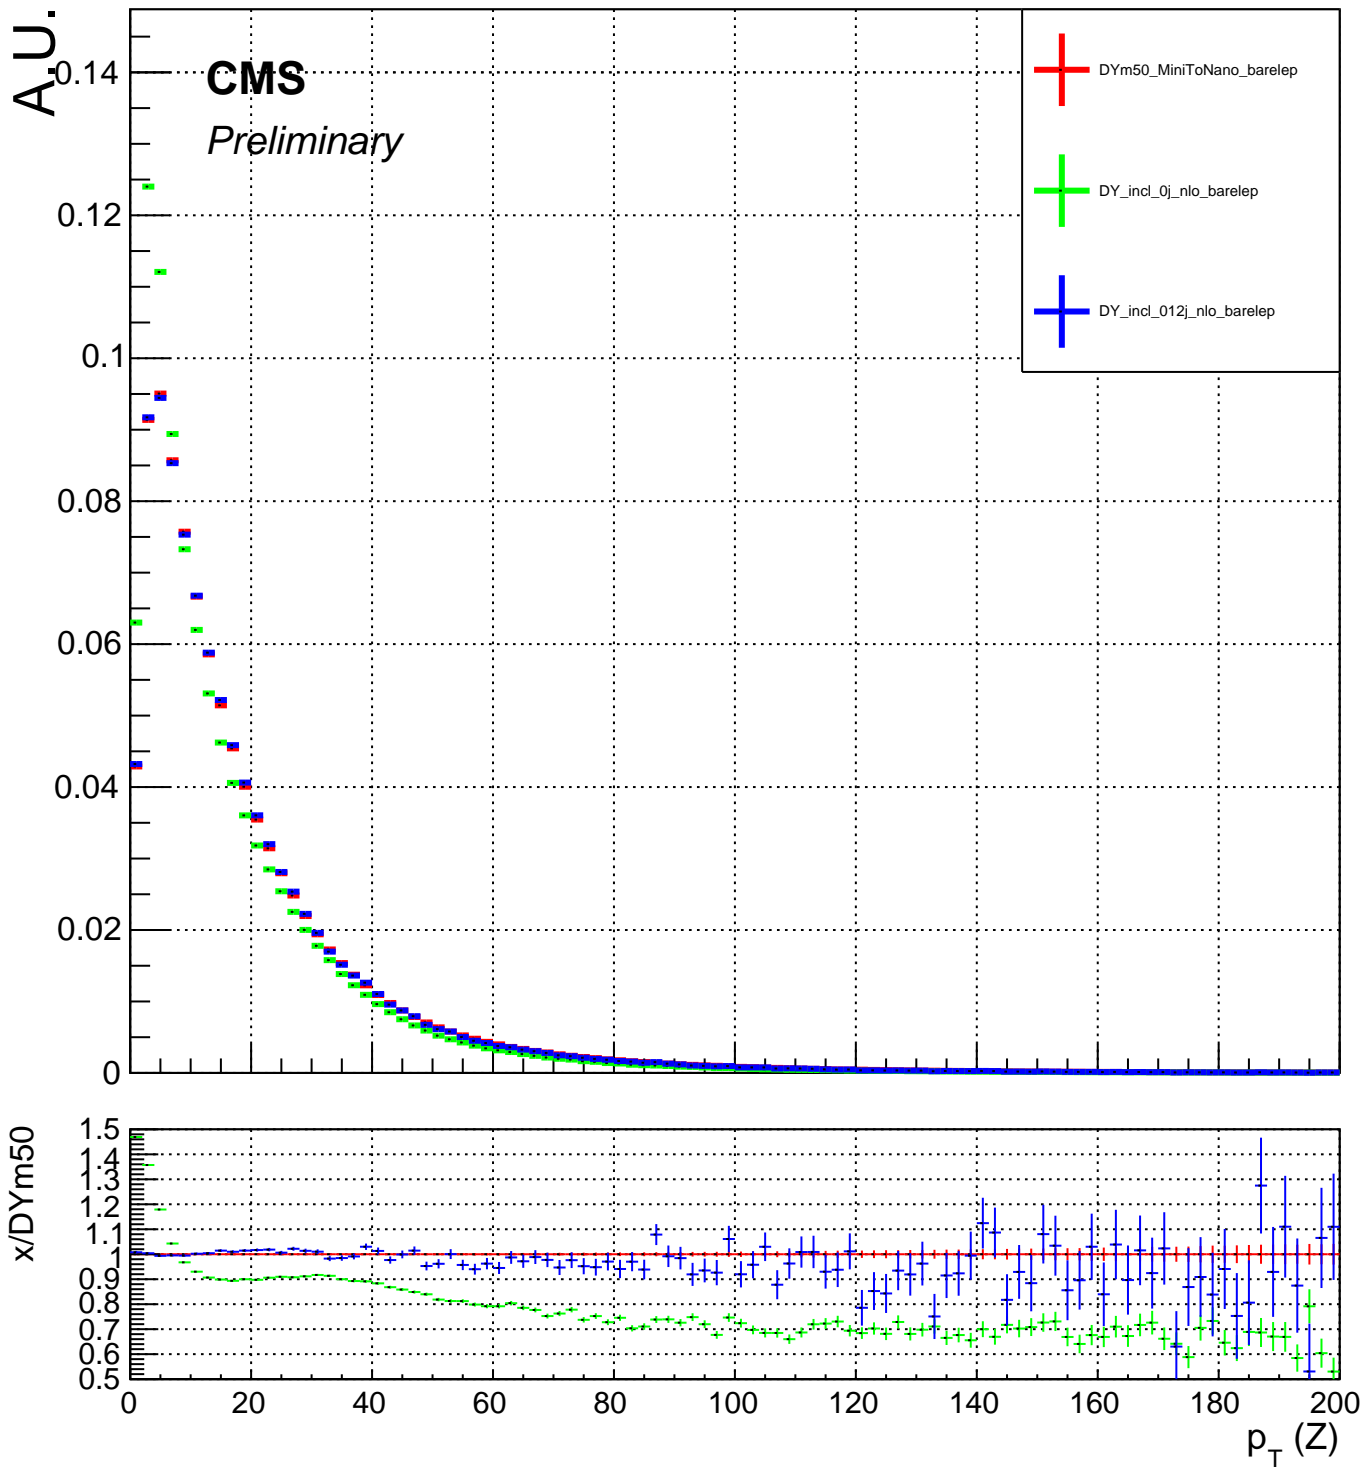 A.U.
CMS
Preliminary
DYm50_MiniToNano_barelep
DY_incl_0j_nlo_barelep
DY_incl_012j_nlo_barelep
0.14
0.12
0.1
0.08
0.06
0.04
0.02
0
x/DYm50
1.5
1.4
1.3
1.2
1.1
1
0.9
0.8
0.7
0.6
0.5
0 20 40 60 80 100 120 140 160 180 200
p_T (Z)